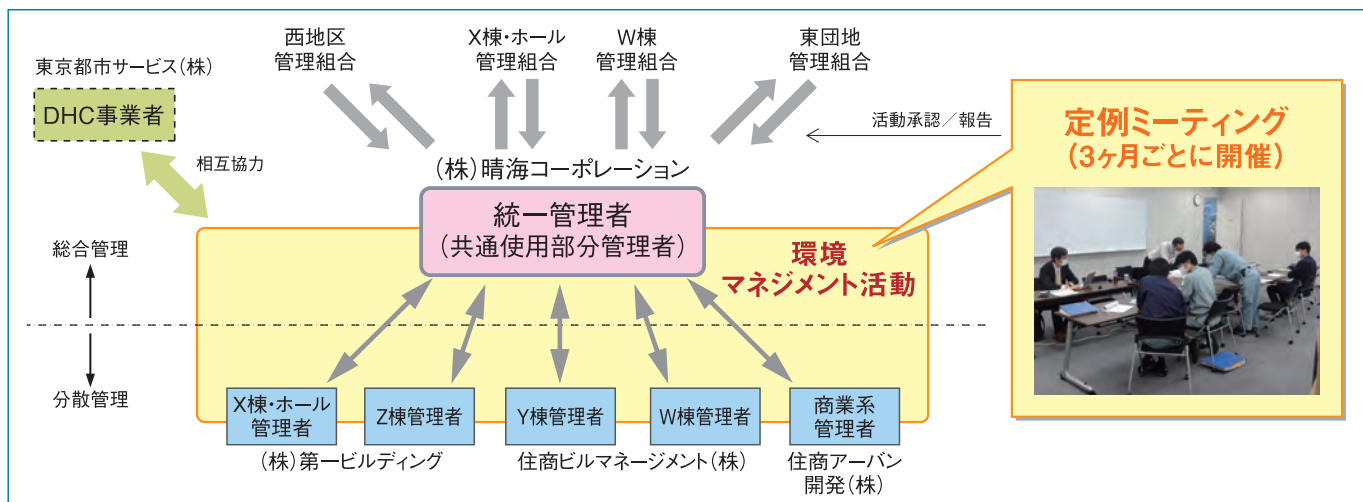 西地区
管理組合
X棟・ホール
管理組合
W棟
管理組合
東団地
管理組合
東京都市サービス(株)
DHC事業者
相互協力
活動承認／報告
定例ミーティング
(3ヶ月ごとに開催)
(株)晴海コーポレーション
統一管理者
(共通使用部分管理者)
環境
マネジメント活動
総合管理
分散管理
X棟・ホール
管理者
Z棟管理者
Y棟管理者
W棟管理者
商業系
管理者
(株)第一ビルディング
住商ビルマネージメント(株)
住商アーバン
開発(株)